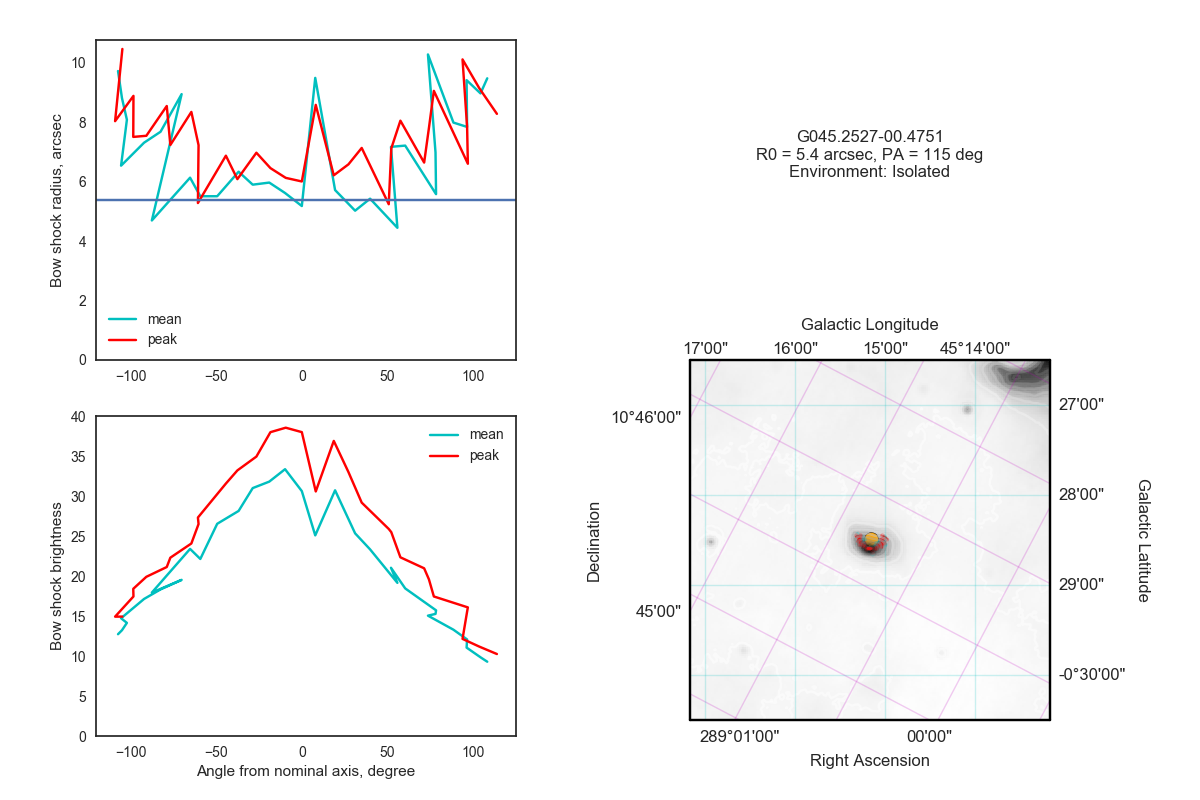 10
8
6
4
2
0
Bow shock radius, arcsec
mean
peak
−100
−50
0
50
100
G045.2527-00.4751
R0 = 5.4 arcsec, PA = 115 deg
Environment: Isolated
40
35
30
25
20
15
10
5
0
Bow shock brightness
mean
peak
−100
−50
0
50
100
Angle from nominal axis, degree
Galactic Longitude
17'00"
16'00"
15'00"
45°14'00"
10°46'00"
45'00"
Declination
27'00"
28'00"
29'00"
-0°30'00"
Galactic Latitude
289°01'00"
00'00"
Right Ascension